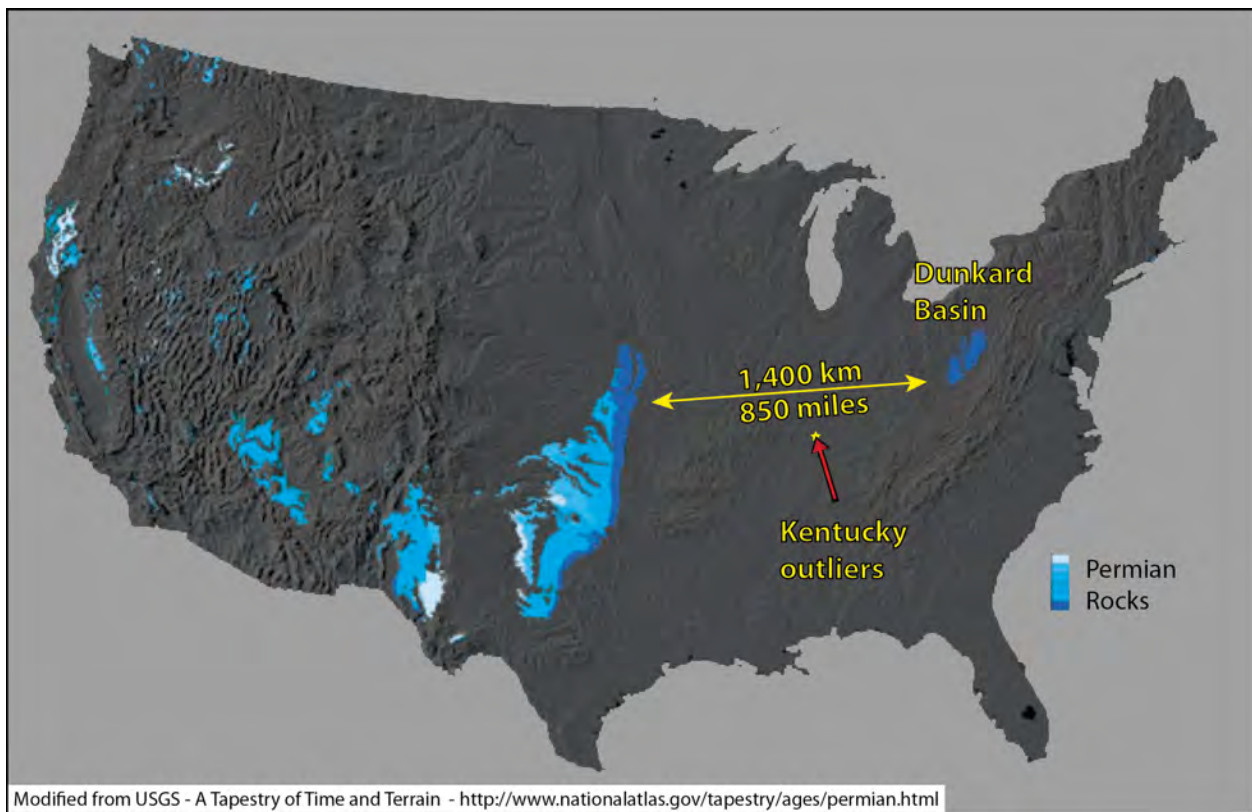 Dunkard
Basin
1,400 km
850 miles
Kentucky
outliers
Permian
Rocks
Modified from USGS - A Tapestry of Time and Terrain - http://www.nationalatlas.gov/tapestry/ages/permian.html